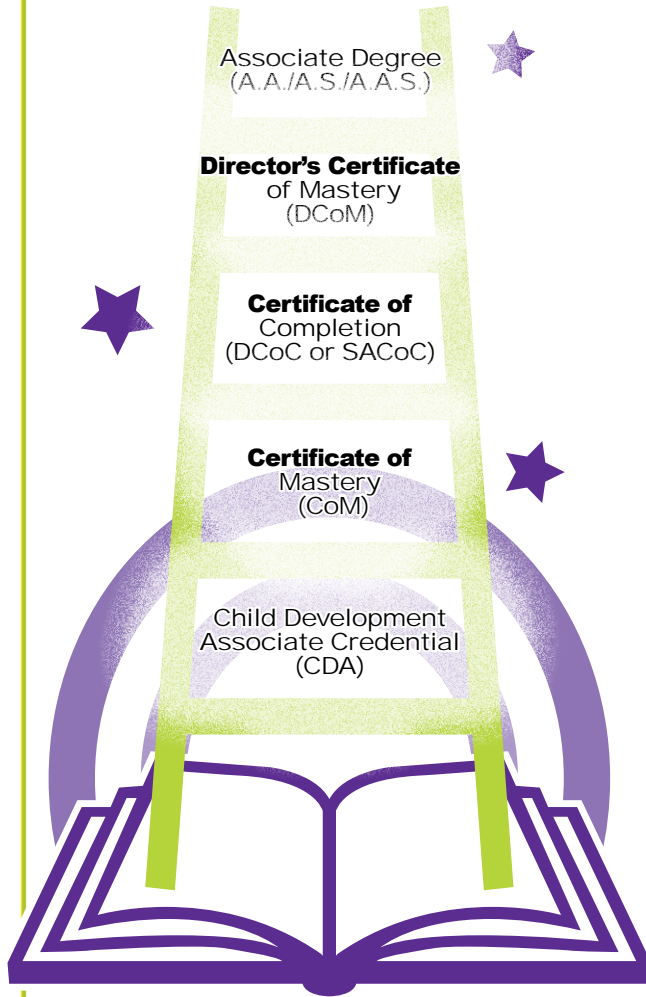 Associate Degree
(A.A./A.S./A.A.S.)
Director’s Certificate
of Mastery
(DCoM)
Certificate of
Completion
(DCoC or SACoC)
Certificate of
Mastery
(CoM)
Child Development
Associate Credential
(CDA)